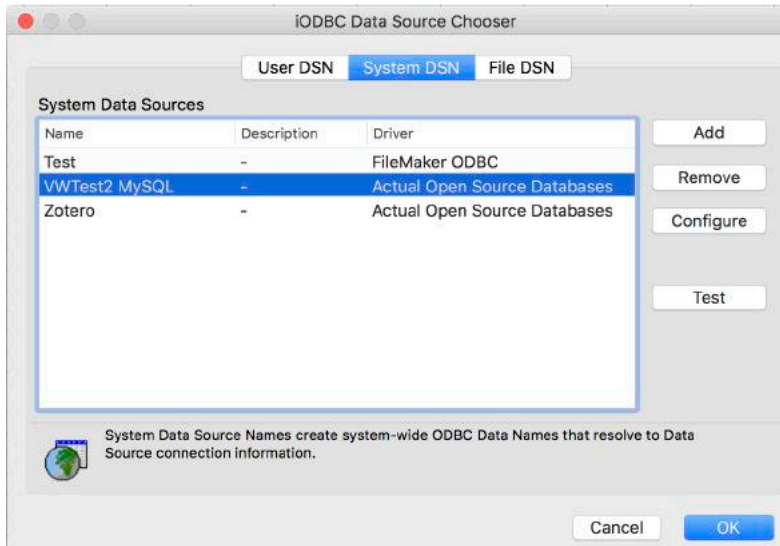 iODBC Data Source Chooser
User DSN System DSN File DSN
System Data Sources
Name Description Driver
Test - FileMaker ODBC
VWTest2 MySQL - Actual Open Source Databases
Zotero - Actual Open Source Databases
Add
Remove
Configure
Test
System Data Source Names create system-wide ODBC Data Names that resolve to Data
Source connection information.
Cancel OK